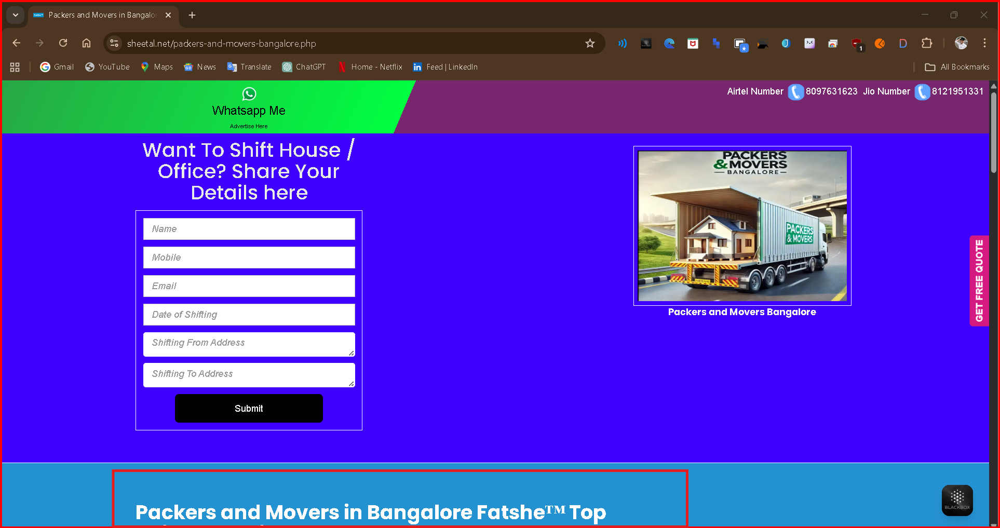 Packers and Movers in Bangalor
sheetal.net/packers-and-movers-bangalore.php
1
Gmail
YouTube
Maps
News
Translate
ChatGPT
Home - Netflix
Feed | LinkedIn
All Bookmarks
Whatsapp Me
Advertise Here
Airtel Number 8097631623 Jio Number 8121951331
Want To Shift House /
Office? Share Your
Details here
Name
Mobile
Email
Date of Shifting
Shifting From Address
Shifting To Address
Submit
PACKERS
& MOVERS
BANGALORE
PACKERS
& MOVERS
Packers and Movers Bangalore
GET FREE QUOTE
Packers and Movers in Bangalore Fatshe™ Top
BLACKBOX